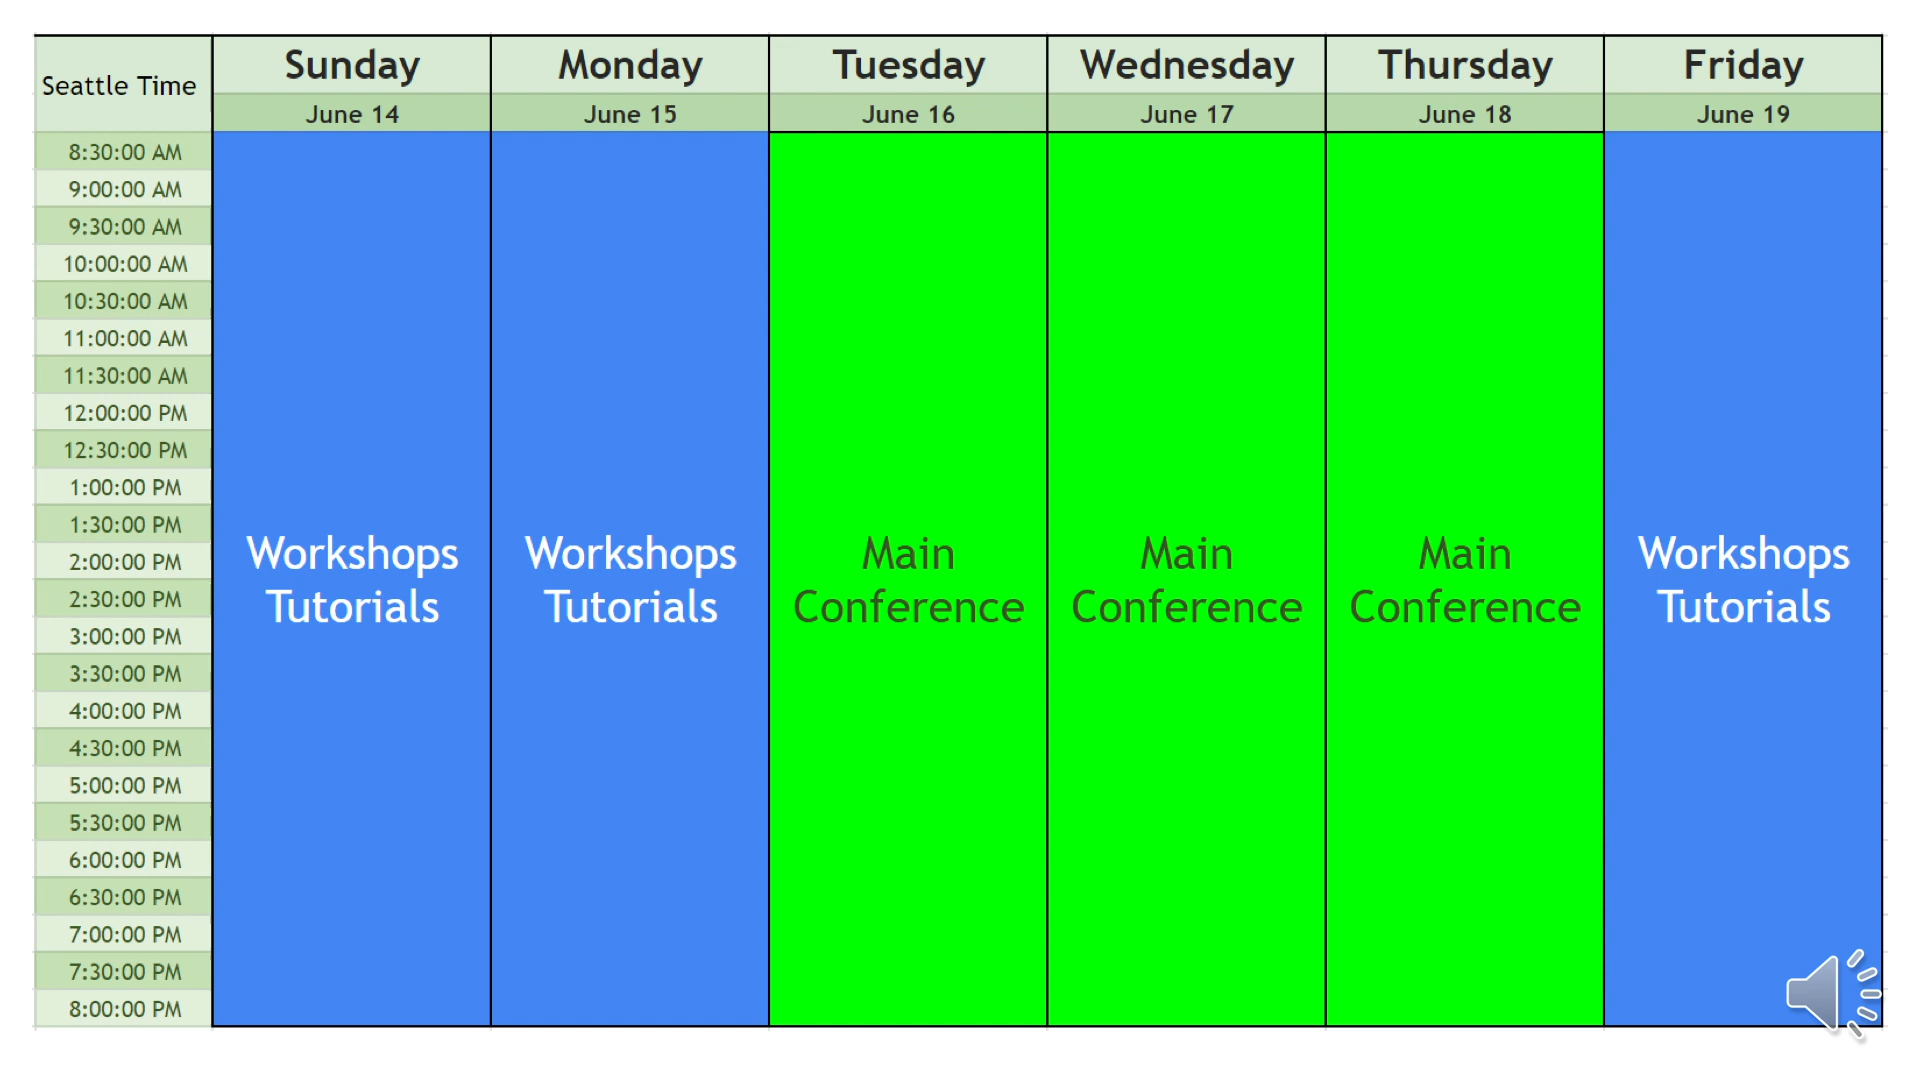 Seattle Time
Sunday
Monday
Tuesday
Wednesday
Thursday
Friday
June 14
June 15
June 16
June 17
June 18
June 19
8:30:00 AM
9:00:00 AM
9:30:00 AM
10:00:00 AM
10:30:00 AM
11:00:00 AM
11:30:00 AM
12:00:00 PM
12:30:00 PM
1:00:00 PM
1:30:00 PM
2:00:00 PM
2:30:00 PM
3:00:00 PM
3:30:00 PM
4:00:00 PM
4:30:00 PM
5:00:00 PM
5:30:00 PM
6:00:00 PM
6:30:00 PM
7:00:00 PM
7:30:00 PM
8:00:00 PM
Workshops
Tutorials
Workshops
Tutorials
Main
Conference
Main
Conference
Main
Conference
Workshops
Tutorials